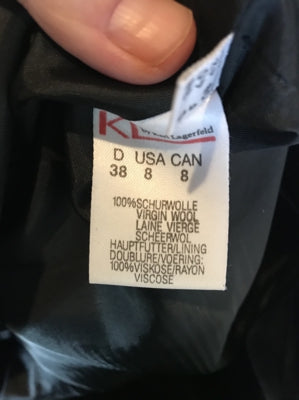 KL
by Karl Lagerfeld
D USA CAN
38 8 8
100%SCHURWOLLE
VIRGIN WOOL
LAINE VIERGE
SCHEERWOL
HAUPTFUTTER/LINING
DOUBLURE/VOERING:
100%VISKOSE/RAYON
VISCOSE